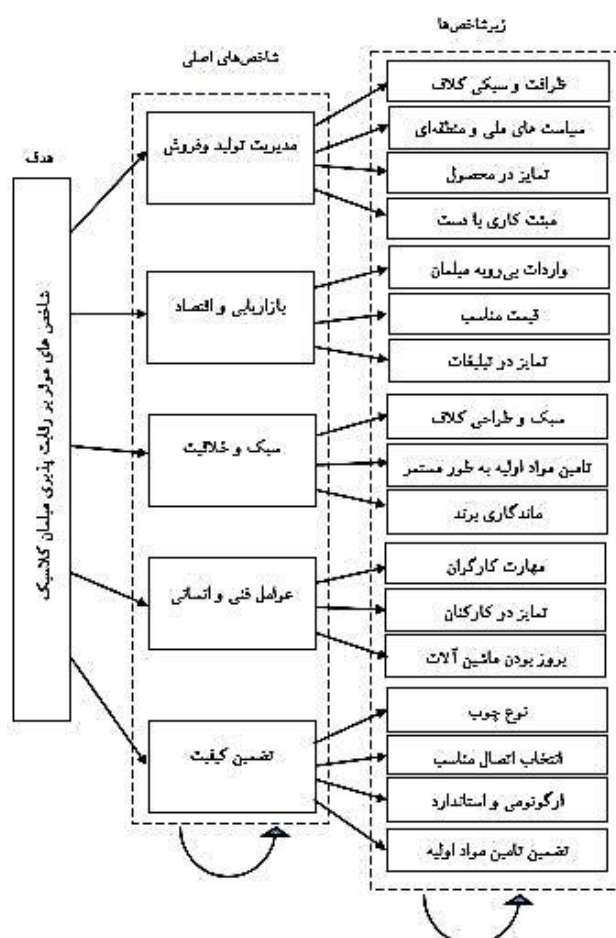 زیرشاخص‌ها
شاخص‌های اصلی
هدف
شاخص های موثر بر رقابت پذیری مبلمان کلاسیک
مدیریت تولید وفروش
ظرافت و سبکی کلاف
سیاست های ملی و منطقه‌ای
تمایز در محصول
منبت کاری با دست
بازاریابی و اقتصاد
واردات بی‌رویه مبلمان
قیمت مناسب
تمایز در تبلیغات
سبک و خلاقیت
سبک و طراحی کلاف
تامین مواد اولیه به طور مستمر
ماندگاری برند
عوامل فنی و انسانی
مهارت کارگران
تمایز در کارکنان
بروز بودن ماشین آلات
تضمین کیفیت
نوع چوب
انتخاب اتصال مناسب
ارگونومی و استاندارد
تضمین تامین مواد اولیه